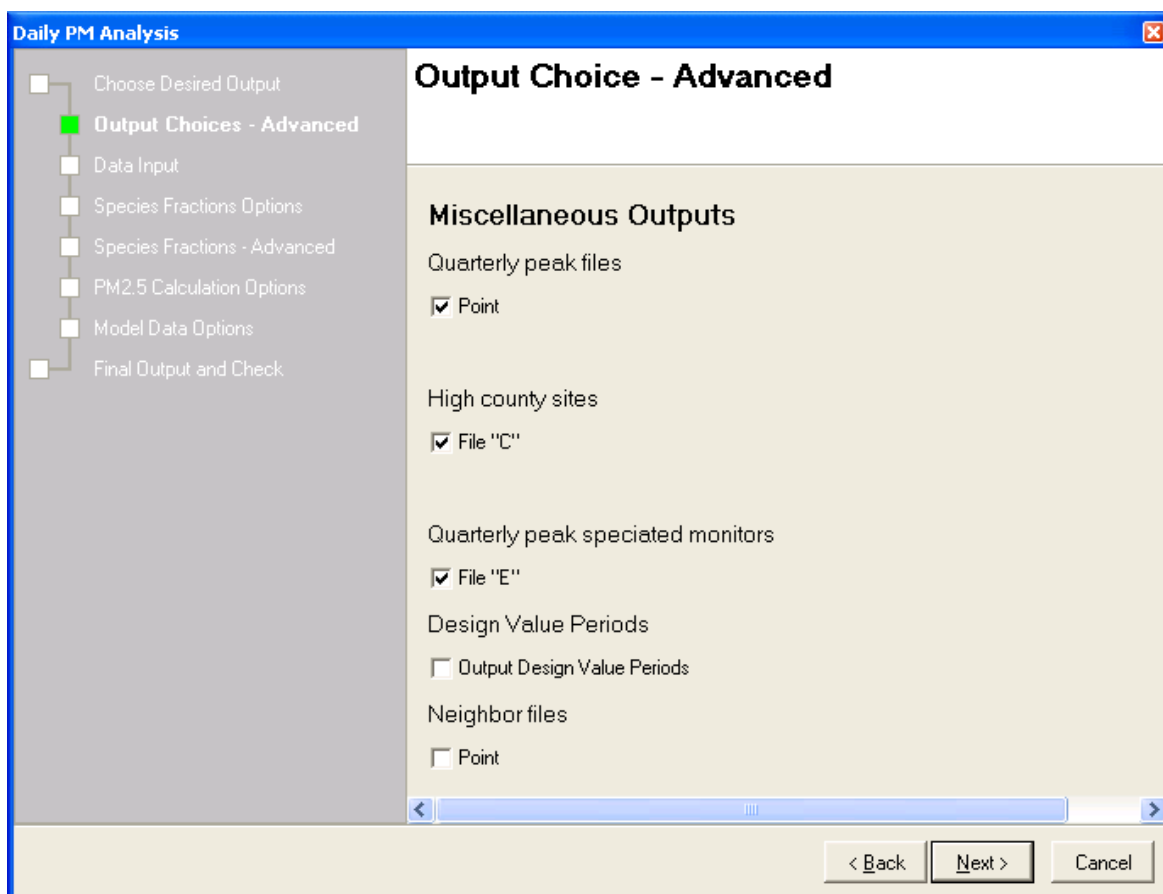 Daily PM Analysis
Choose Desired Output
Output Choices - Advanced
Data Input
Species Fractions Options
Species Fractions - Advanced
PM2.5 Calculation Options
Model Data Options
Final Output and Check
Output Choice - Advanced
Miscellaneous Outputs
Quarterly peak files
Point
High county sites
File "C"
Quarterly peak speciated monitors
File "E"
Design Value Periods
Output Design Value Periods
Neighbor files
Point
< Back
Next >
Cancel